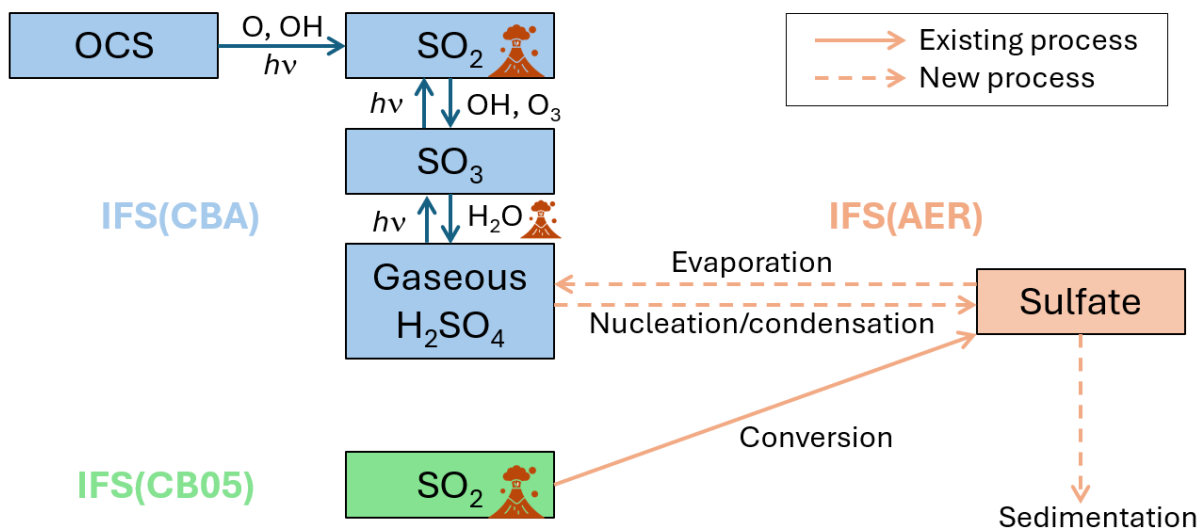 OCS
O, OH
hν
SO₂
Existing process
New process
hν
OH, O₃
SO₃
IFS(CBA)
hν
H₂O
IFS(AER)
Gaseous
H₂SO₄
Evaporation
Nucleation/condensation
Sulfate
Conversion
IFS(CB05)
SO₂
Sedimentation